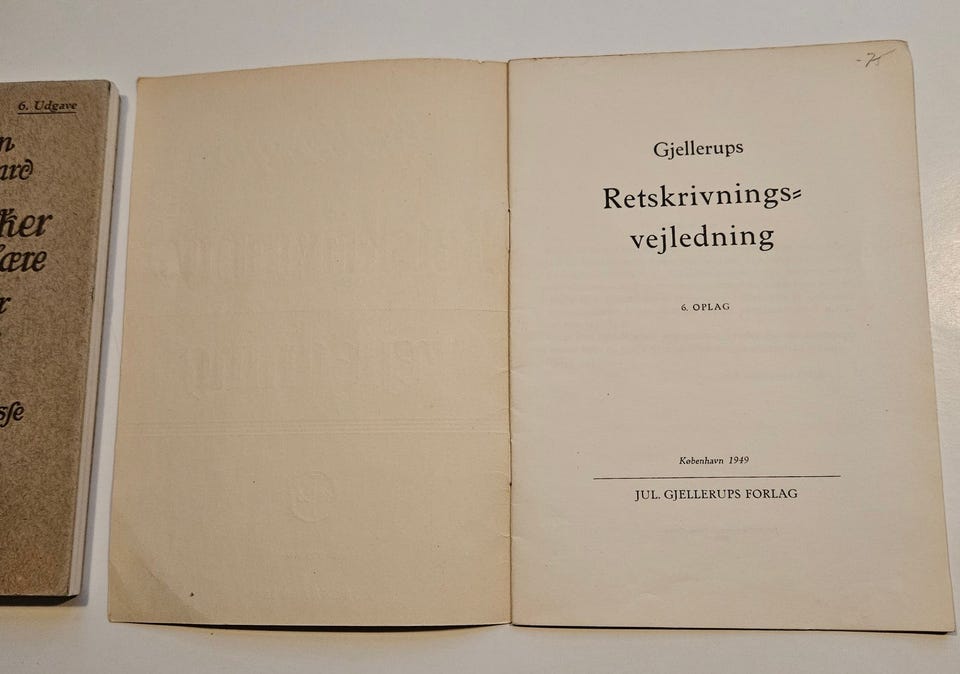 6. Udgave
Gjellerups
Retskrivnings=
vejledning
6. OPLAG
København 1949
JUL. GJELLERUPS FORLAG